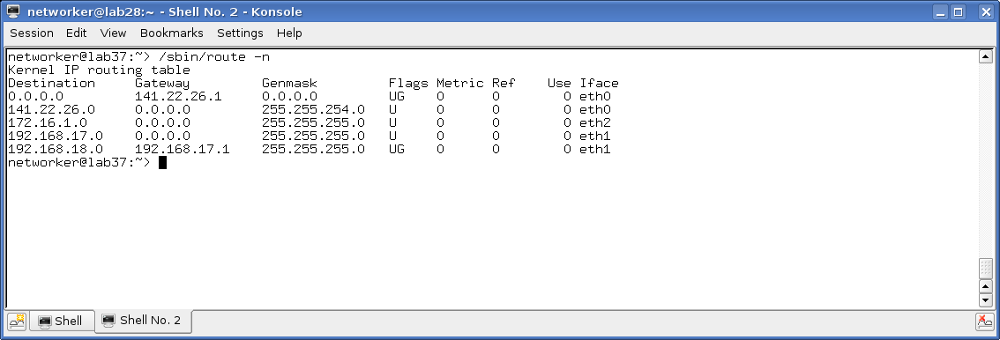 networker@lab28:~ - Shell No. 2 - Konsole
Session Edit View Bookmarks Settings Help
networker@lab37:~> /sbin/route -n
Kernel IP routing table
Destination     Gateway         Genmask         Flags Metric Ref    Use Iface
0.0.0.0         141.22.26.1     0.0.0.0         UG    0      0        0 eth0
141.22.26.0     0.0.0.0         255.255.254.0   U     0      0        0 eth0
172.16.1.0      0.0.0.0         255.255.255.0   U     0      0        0 eth2
192.168.17.0    0.0.0.0         255.255.255.0   U     0      0        0 eth1
192.168.18.0    192.168.17.1    255.255.255.0   UG    0      0        0 eth1
networker@lab37:~>
Shell Shell No. 2